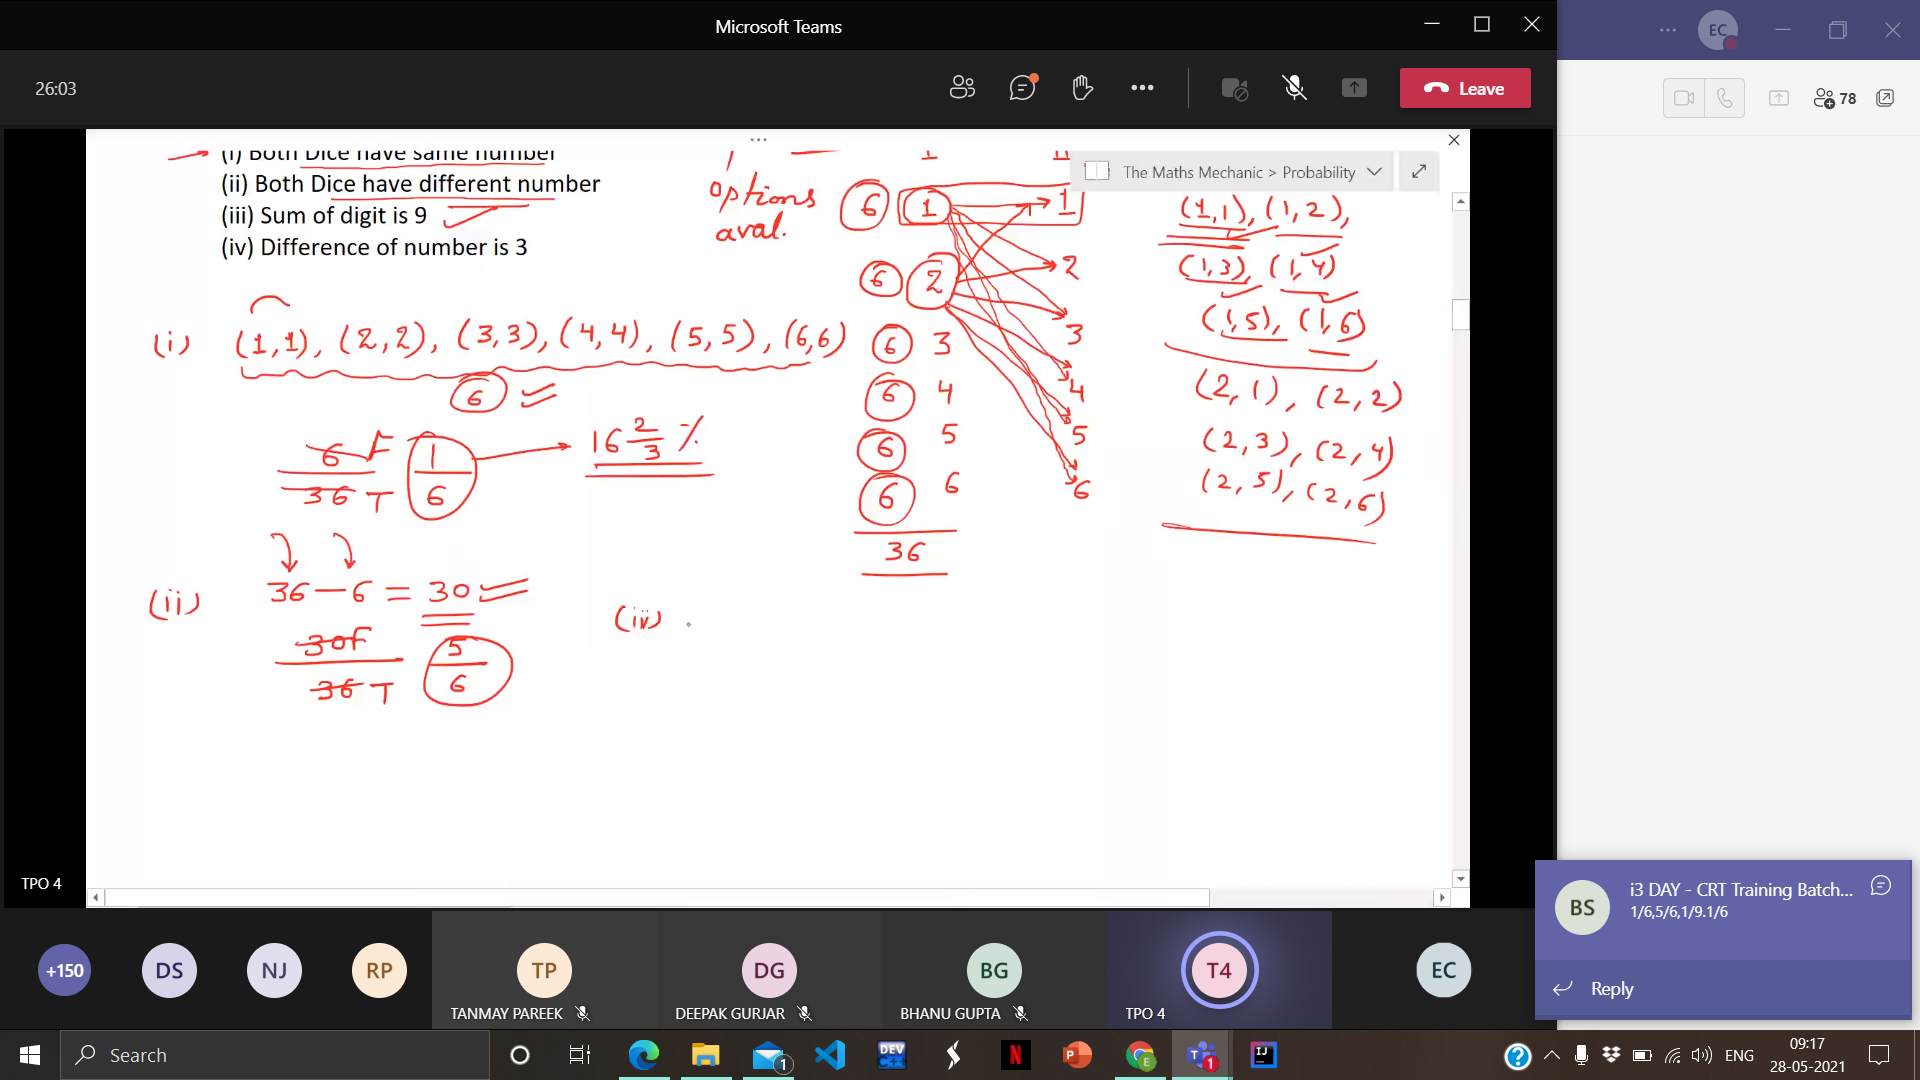 Microsoft Teams
EC
26:03
Leave
78
(i) Both Dice have same number
(ii) Both Dice have different number
(iii) Sum of digit is 9
(iv) Difference of number is 3
The Maths Mechanic > Probability
options
aval.
I II
6 1 1
6 2 2
6 3 3
6 4 4
6 5 5
6 6 6
36
(1,1), (1,2),
(1,3), (1,4)
(1,5), (1,6)
(2,1), (2,2)
(2,3), (2,4)
(2,5), (2,6)
(i) (1,1), (2,2), (3,3), (4,4), (5,5), (6,6)
6
6 F
36 T
1
6
16 2/3 %
(ii) 36 - 6 = 30
30 F
36 T
5
6
(iii)
TPO 4
BS
i3 DAY - CRT Training Batch...
1/6,5/6,1/9.1/6
Reply
+150
DS
NJ
RP
TP
TANMAY PAREEK
DG
DEEPAK GURJAR
BG
BHANU GUPTA
T4
TPO 4
EC
Search
1
DEV
C++
N
P
E
1
IJ
ENG
09:17
28-05-2021